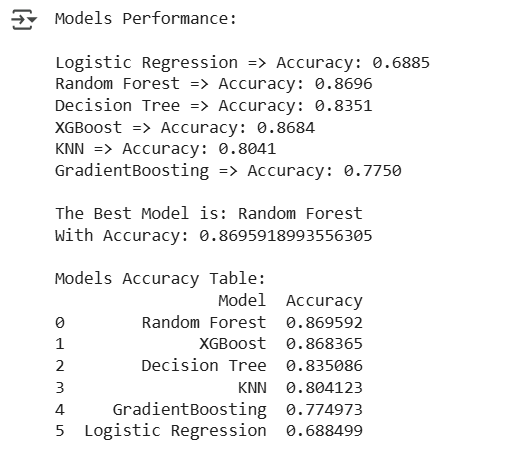 Models Performance:
Logistic Regression => Accuracy: 0.6885
Random Forest => Accuracy: 0.8696
Decision Tree => Accuracy: 0.8351
XGBoost => Accuracy: 0.8684
KNN => Accuracy: 0.8041
GradientBoosting => Accuracy: 0.7750
The Best Model is: Random Forest
With Accuracy: 0.8695918993556305
Models Accuracy Table:
Model Accuracy
0 Random Forest 0.869592
1 XGBoost 0.868365
2 Decision Tree 0.835086
3 KNN 0.804123
4 GradientBoosting 0.774973
5 Logistic Regression 0.688499